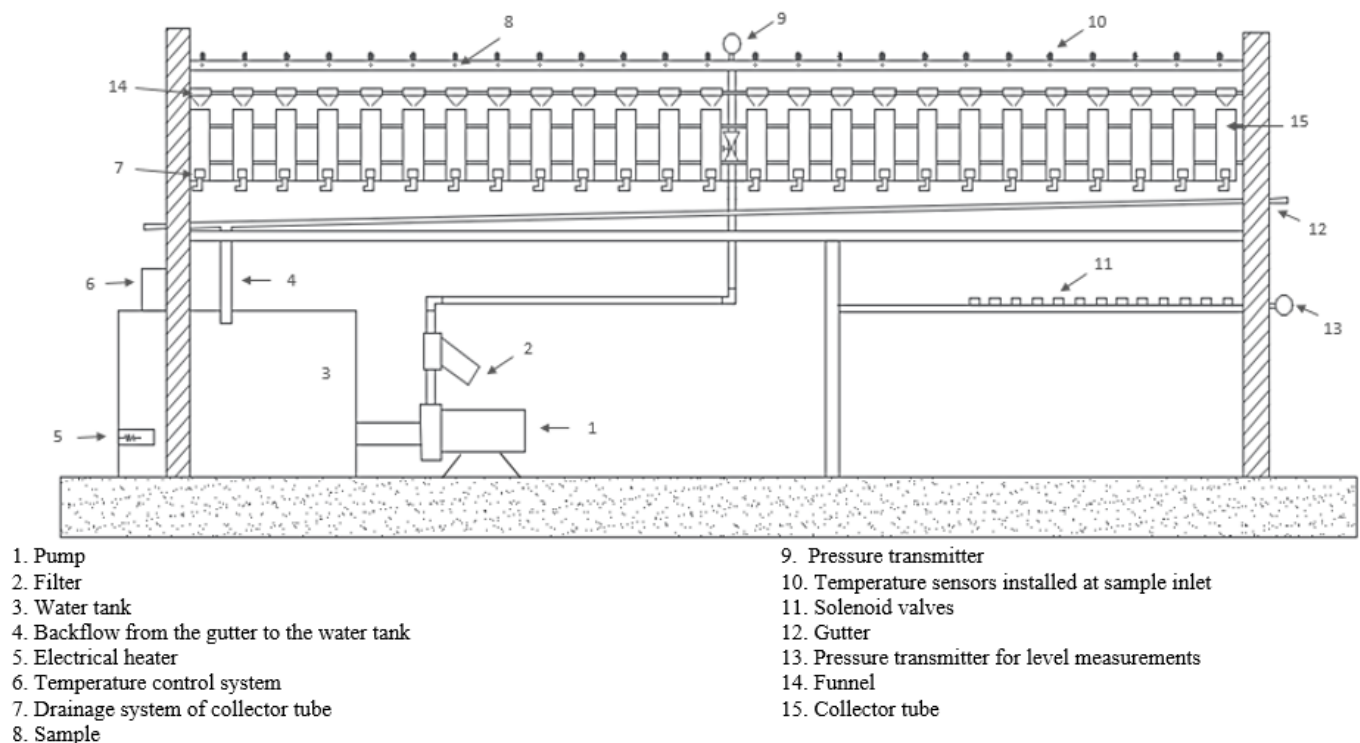 8
9
10
14
15
7
12
6
4
11
13
2
3
5
1
1. Pump
2. Filter
3. Water tank
4. Backflow from the gutter to the water tank
5. Electrical heater
6. Temperature control system
7. Drainage system of collector tube
8. Sample
9. Pressure transmitter
10. Temperature sensors installed at sample inlet
11. Solenoid valves
12. Gutter
13. Pressure transmitter for level measurements
14. Funnel
15. Collector tube